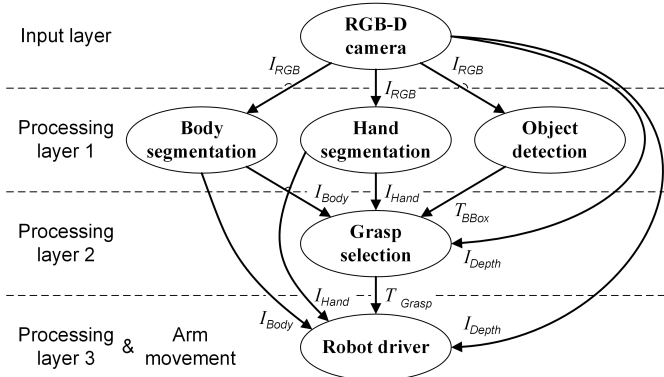 Input layer
RGB-D
camera
I_RGB
I_RGB
I_RGB
Processing
layer 1
Body
segmentation
Hand
segmentation
Object
detection
I_Body
I_Hand
T_BBox
Processing
layer 2
Grasp
selection
I_Depth
I_Hand
T_Grasp
I_Body
I_Depth
Processing
layer 3
&
Arm
movement
Robot driver